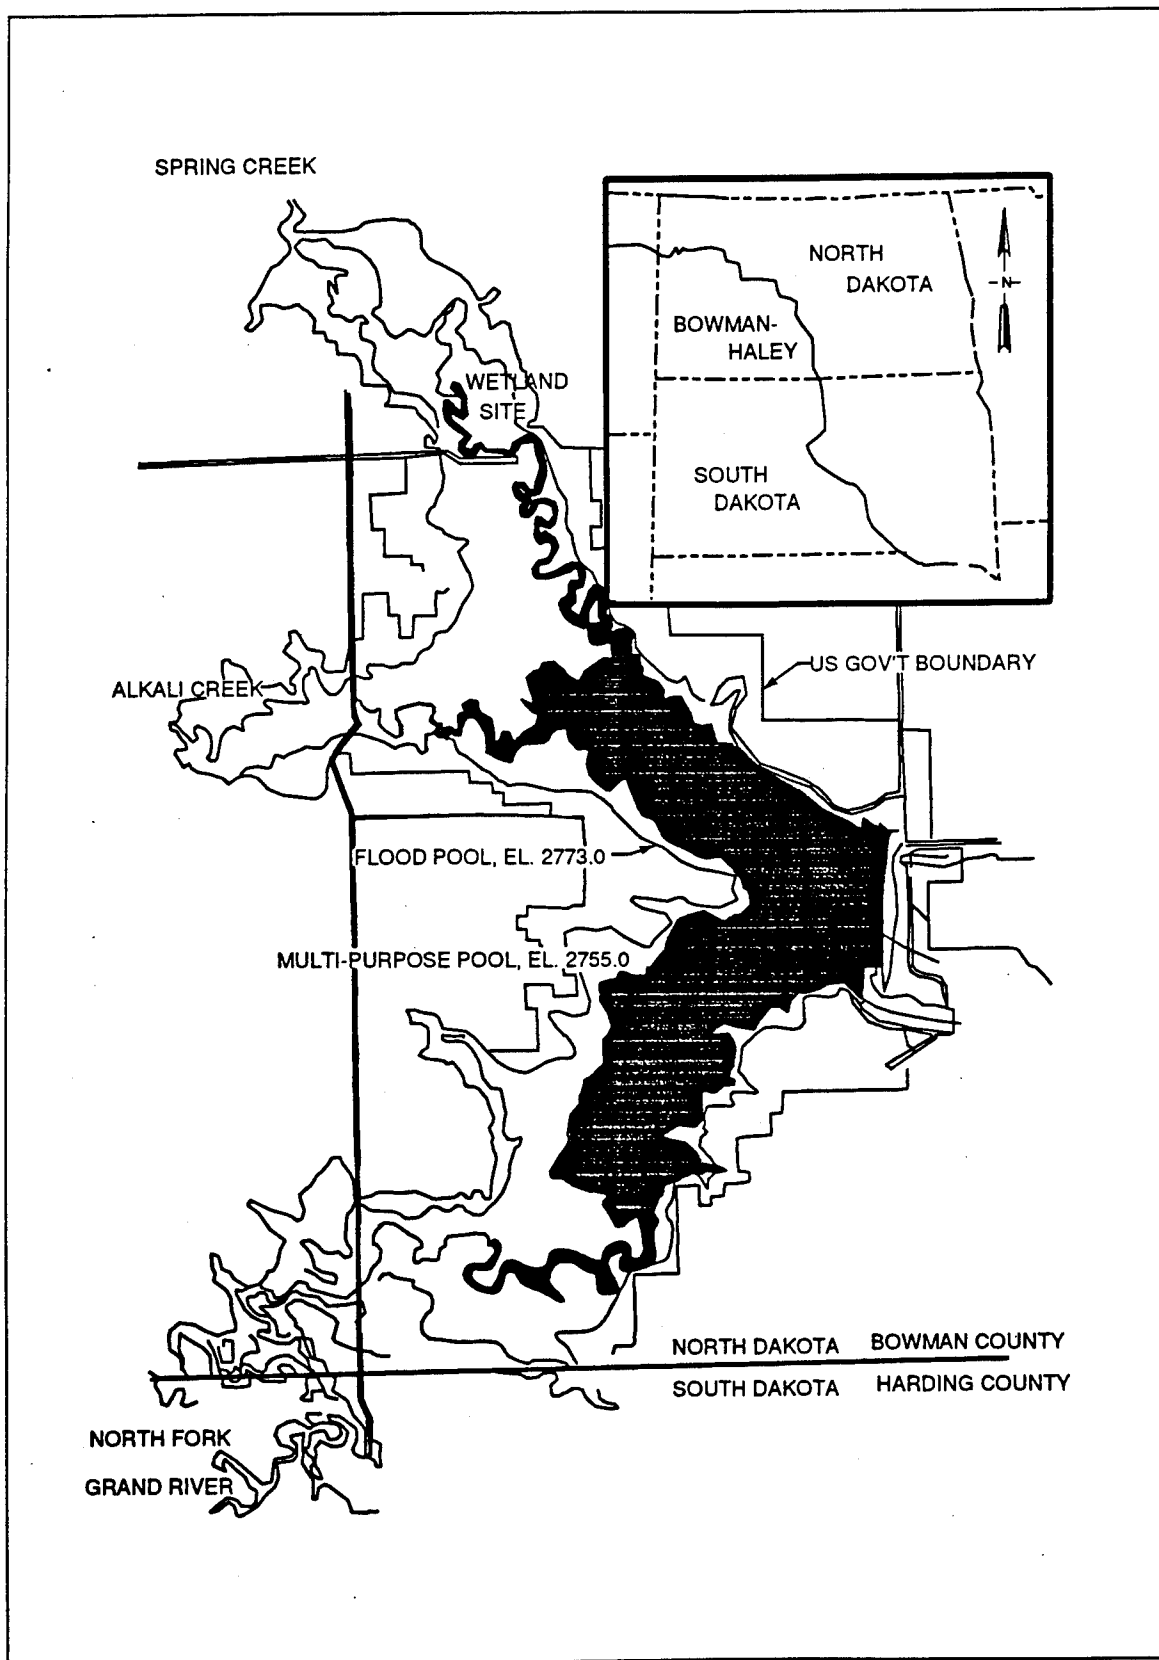 SPRING CREEK
NORTH
DAKOTA
-N-
BOWMAN-
HALEY
WETLAND
SITE
SOUTH
DAKOTA
US GOV'T BOUNDARY
ALKALI CREEK
FLOOD POOL, EL. 2773.0
MULTI-PURPOSE POOL, EL. 2755.0
NORTH DAKOTA BOWMAN COUNTY
SOUTH DAKOTA HARDING COUNTY
NORTH FORK
GRAND RIVER